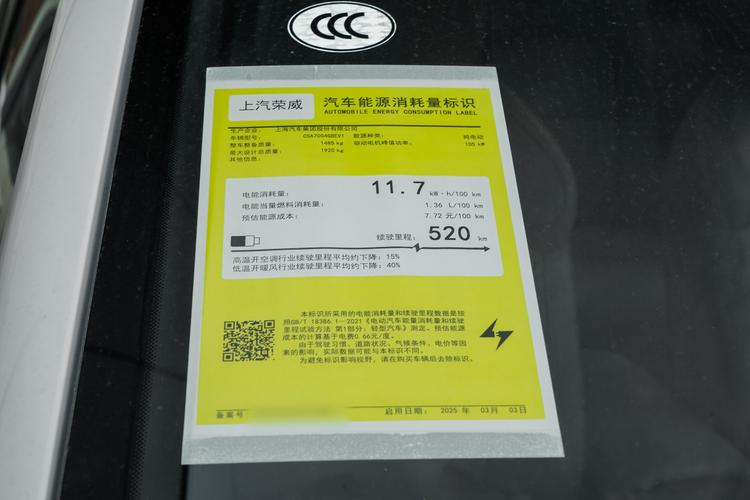 CCC
上汽荣威
汽车能源消耗量标识
AUTOMOBILE ENERGY CONSUMPTION LABEL
生产企业： 上海汽车集团股份有限公司
车辆型号： CSA7004GBEV1 能源种类： 纯电动
整车整备质量： 1485 kg 驱动电机峰值功率： 105 kW
最大设计总质量： 1920 kg
其他信息：
电能消耗量： 11.7 kW·h/100 km
电能当量燃料消耗量： 1.36 L/100 km
预估能源成本： 7.72 元/100 km
续驶里程： 520 km
高温开空调行业续驶里程平均约下降：15%
低温开暖风行业续驶里程平均约下降：40%
本标识所采用的电能消耗量和续驶里程数据是按
照GB/T 18386.1—2021《电动汽车能量消耗量和续驶
里程试验方法 第1部分：轻型汽车》测定。预估能源
成本的计算基于电费0.66元/度。
由于驾驶习惯、道路状况、气候条件、电价等因
素的影响，实际数据可能与本标识不同。
为避免标识影响视野，请在购买车辆后去除标识。
备案号
启用日期： 2025 年 03月 03日